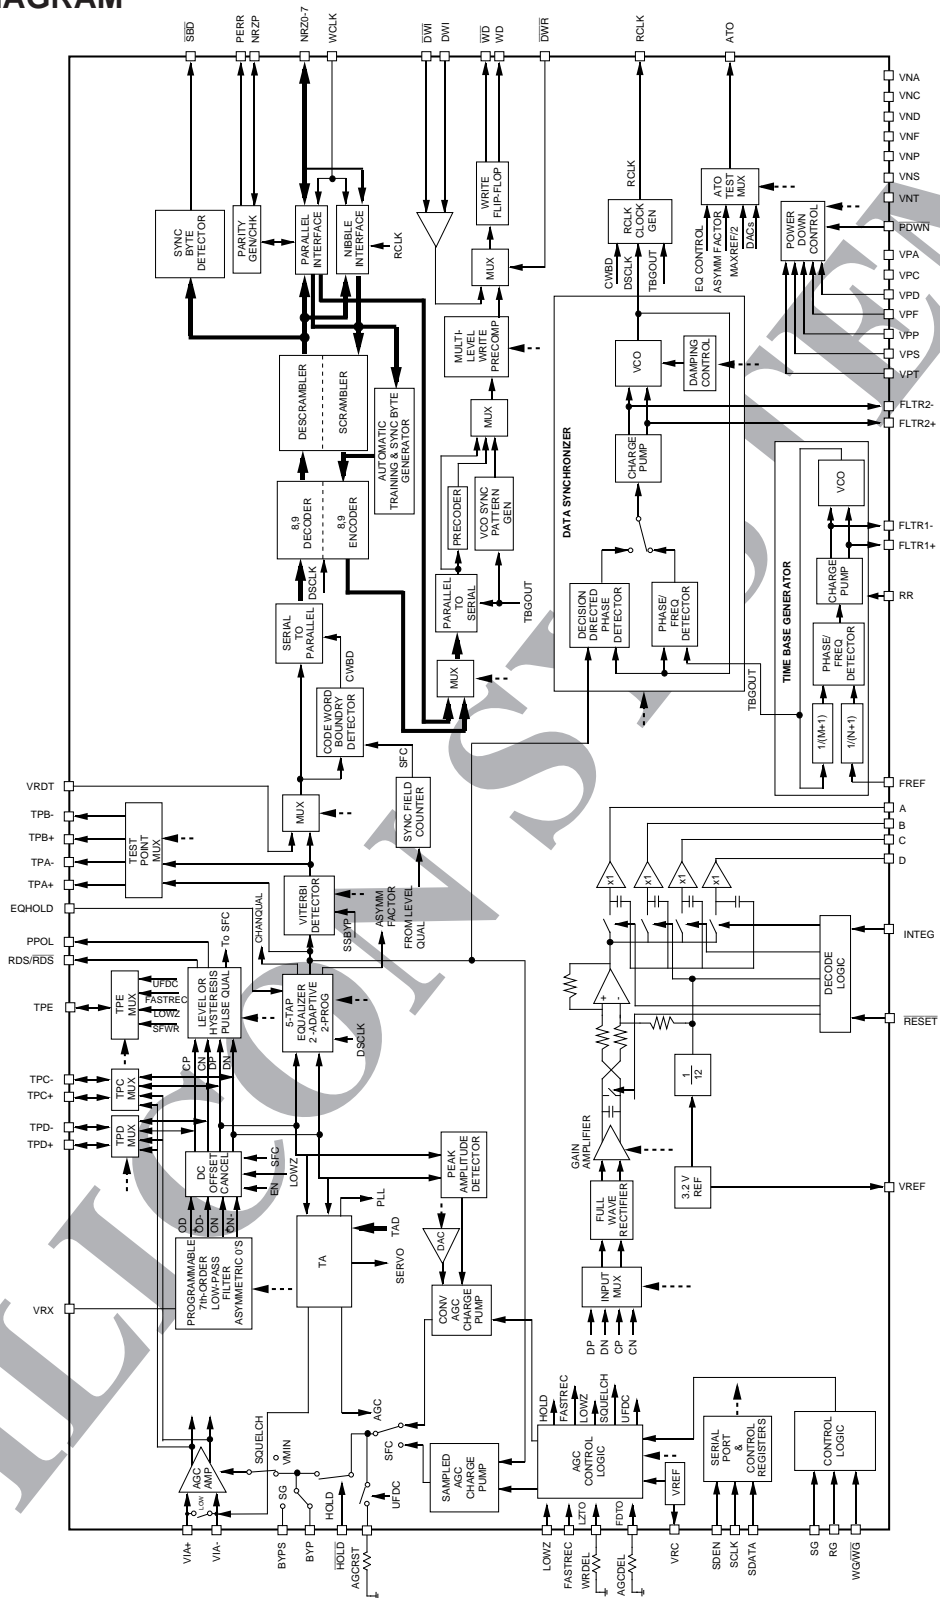 DIAGRAM
SBD
PERR
NRZP
NRZ0-7
WCLK
DWI
DWI
WD
WD
DWR
RCLK
ATO
VNA
VNC
VND
VNF
VNP
VNS
VNT
PDWN
VPA
VPC
VPD
VPF
VPP
VPS
VPT
FLTR2-
FLTR2+
FLTR1-
FLTR1+
RR
FREF
A
B
C
D
INTEG
RESET
VREF
SYNC
BYTE
DETECTOR
PARITY
GEN/CHK
PARALLEL
INTERFACE
NIBBLE
INTERFACE
RCLK
WRITE
FLIP-FLOP
MUX
MULTI-
LEVEL
WRITE
PRECOMP
MUX
RCLK
RCLK
CLOCK
GEN
CWBD
DSCLK
TBGOUT
ATO
TEST
MUX
EQ CONTROL
ASYMM FACTOR
MAXREF/2
DACs
POWER
DOWN
CONTROL
DESCRAMBLER
SCRAMBLER
AUTOMATIC
TRAINING & SYNC BYTE
GENERATOR
8,9
DECODER
8,9
ENCODER
DSCLK
PRECODER
VCO SYNC
PATTERN
GEN
PARALLEL
TO
SERIAL
TBGOUT
MUX
SERIAL
TO
PARALLEL
CWBD
CODE WORD
BOUNDRY
DETECTOR
SFC
SYNC FIELD
COUNTER
FROM LEVEL
QUAL
DATA SYNCHRONIZER
VCO
DAMPING
CONTROL
CHARGE
PUMP
DECISION
DIRECTED
PHASE
DETECTOR
PHASE/
FREQ
DETECTOR
TBGOUT
TIME BASE GENERATOR
VCO
CHARGE
PUMP
PHASE/
FREQ
DETECTOR
1/(M+1)
1/(N+1)
VRDT
TPB-
TPB+
TPA-
TPA+
EQHOLD
PPOL
RDS/RDS
TPE
TPC-
TPC+
TPD-
TPD+
VRX
TEST
POINT
MUX
MUX
VITERBI
DETECTOR
SSBYP
CHANQUAL
ASYMM
FACTOR
To SFC
TPE
MUX
UFDC
FASTREC
LOWZ
SFWR
LEVEL OR
HYSTERESIS
PULSE QUAL
5-TAP
EQUALIZER
2 -ADAPTIVE
2-PROG
DSCLK
CP
CN
DP
DN
TPC
MUX
TPD
MUX
DC
OFFSET
CANCEL
EN
SFC
LOWZ
OD
+
OD-
ON
+
ON-
PROGRAMMABLE
7th-ORDER
LOW-PASS
FILTER
ASYMMETRIC 0'S
TA
PLL
TAD
SERVO
PEAK
AMPLITUDE
DETECTOR
DAC
CONV
AGC
CHARGE
PUMP
x1
x1
x1
x1
DECODE
LOGIC
+
-
1
12
GAIN
AMPLIFIER
FULL
WAVE
RECTIFIER
3.2 V
REF
INPUT
MUX
DP
DN
CP
CN
AGC
AMP
LOW
SQUELCH
VMIN
SG
HOLD
UFDC
AGC
SFC
SAMPLED
AGC
CHARGE
PUMP
AGC
CONTROL
LOGIC
HOLD
FASTREC
LOWZ
SQUELCH
UFDC
VREF
SERIAL
PORT
&
CONTROL
REGISTERS
CONTROL
LOGIC
LZTO
FDTO
VIA+
VIA-
BYPS
BYP
HOLD
AGCRST
LOWZ
FASTREC
WRDEL
AGCDEL
VRC
SDEN
SCLK
SDATA
SG
RG
WG/WG